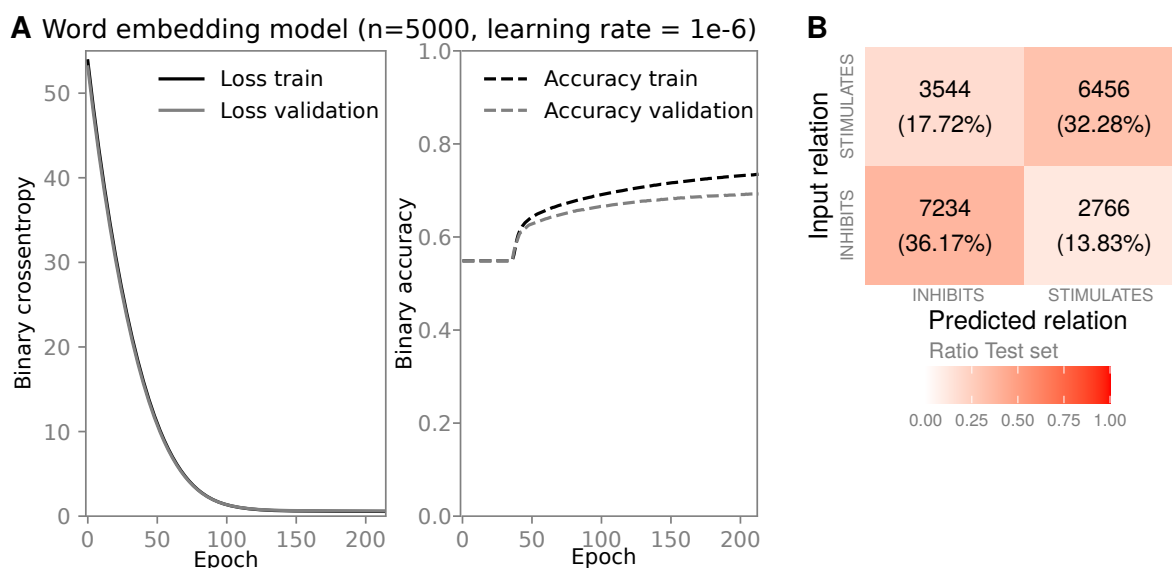 A Word embedding model (n=5000, learning rate = 1e-6)
Loss train
Loss validation
Binary crossentropy
50
40
30
20
10
0
0 50 100 150 200
Epoch
Accuracy train
Accuracy validation
Binary accuracy
1.0
0.8
0.6
0.4
0.2
0.0
0 50 100 150 200
Epoch
B
Input relation
STIMULATES
INHIBITS
3544 6456
(17.72%) (32.28%)
7234 2766
(36.17%) (13.83%)
INHIBITS STIMULATES
Predicted relation
Ratio Test set
0.00 0.25 0.50 0.75 1.00